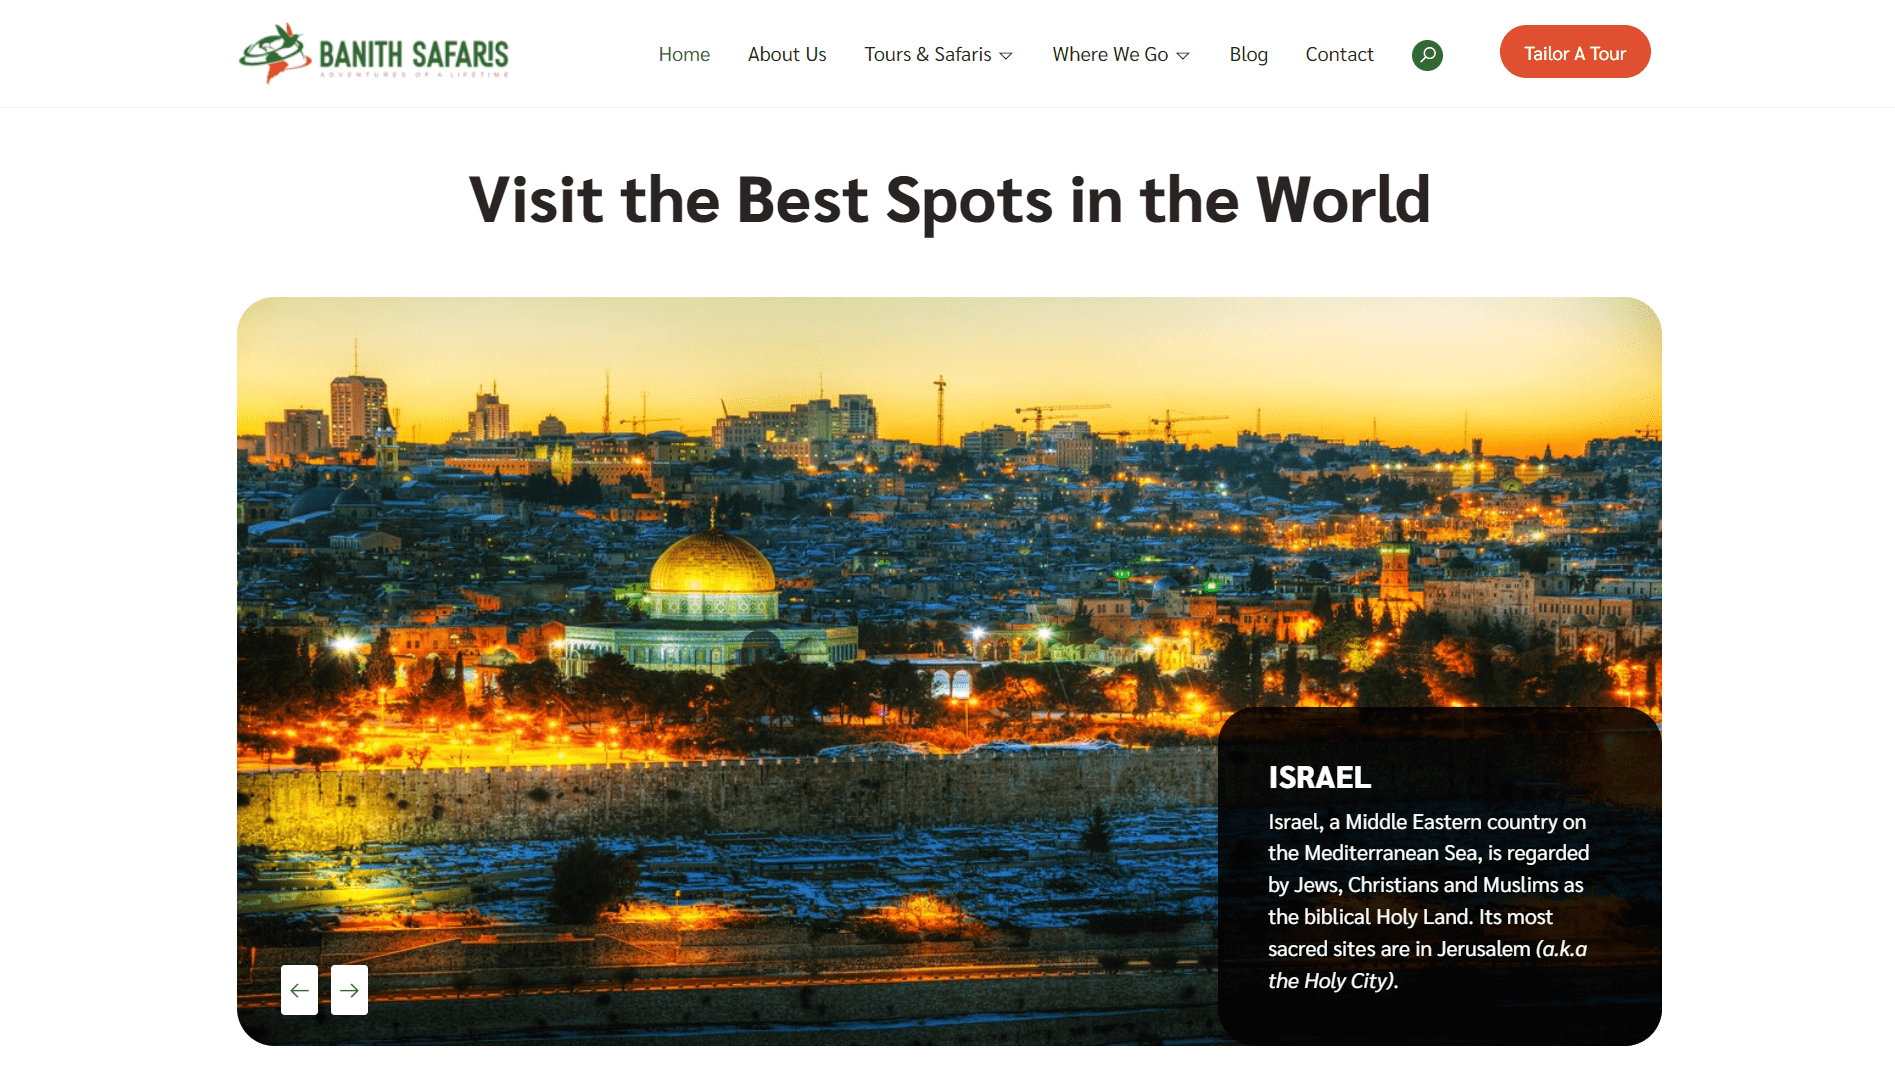 BANITH SAFARIS
ADVENTURES OF A LIFETIME
Home
About Us
Tours & Safaris
Where We Go
Blog
Contact
Tailor A Tour
Visit the Best Spots in the World
ISRAEL
Israel, a Middle Eastern country on
the Mediterranean Sea, is regarded
by Jews, Christians and Muslims as
the biblical Holy Land. Its most
sacred sites are in Jerusalem (a.k.a
the Holy City).